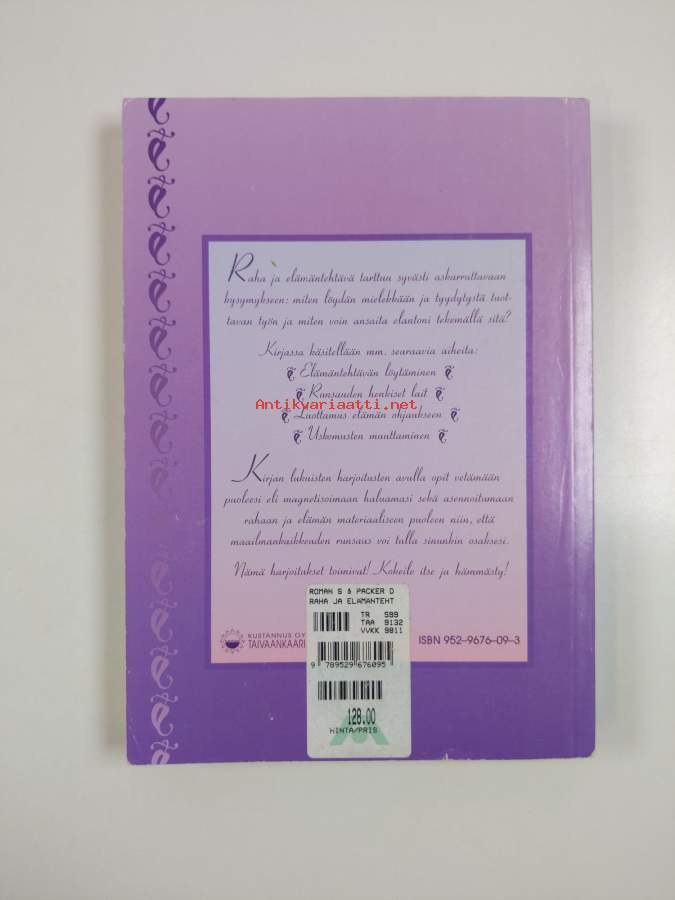 Raha ja elämäntehtävä tarttuu syvästi askarruttavaan
kysymykseen: miten löydän mielekkään ja tyydytystä tuot-
tavan työn ja miten voin ansaita elantoni tekemällä sitä?
Kirjassa käsitellään mm. seuraavia aiheita:
Elämäntehtävän löytäminen
Runsauden henkiset lait
Antikvariaatti.net
Luottamus elämän ohjaukseen
Uskomusten muuttaminen
Kirjan lukuisten harjoitusten avulla opit vetämään
puoleesi eli magnetisoimaan haluamasi sekä asennoitumaan
rahaan ja elämän materiaaliseen puoleen niin, että
maailmankaikkeuden runsaus voi tulla sinunkin osaksesi.
Nämä harjoitukset toimivat! Kokeile itse ja hämmästy!
ROMAN S & PACKER D
RAHA JA ELÄMÄNTEHT
TR 599
TAA 9132
VVKK 9811
KUSTANNUS OY
TAIVAANKAARI
ISBN 952-9676-09-3
9 789529 676095
128.00
HINTA/PRIS